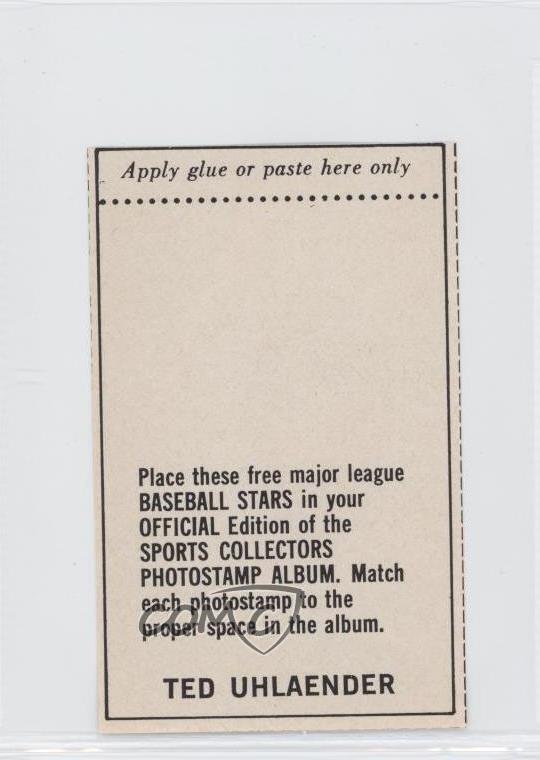 Apply glue or paste here only
Place these free major league
BASEBALL STARS in your
OFFICIAL Edition of the
SPORTS COLLECTORS
PHOTOSTAMP ALBUM. Match
each photostamp to the
proper space in the album.
COMC
TED UHLAENDER